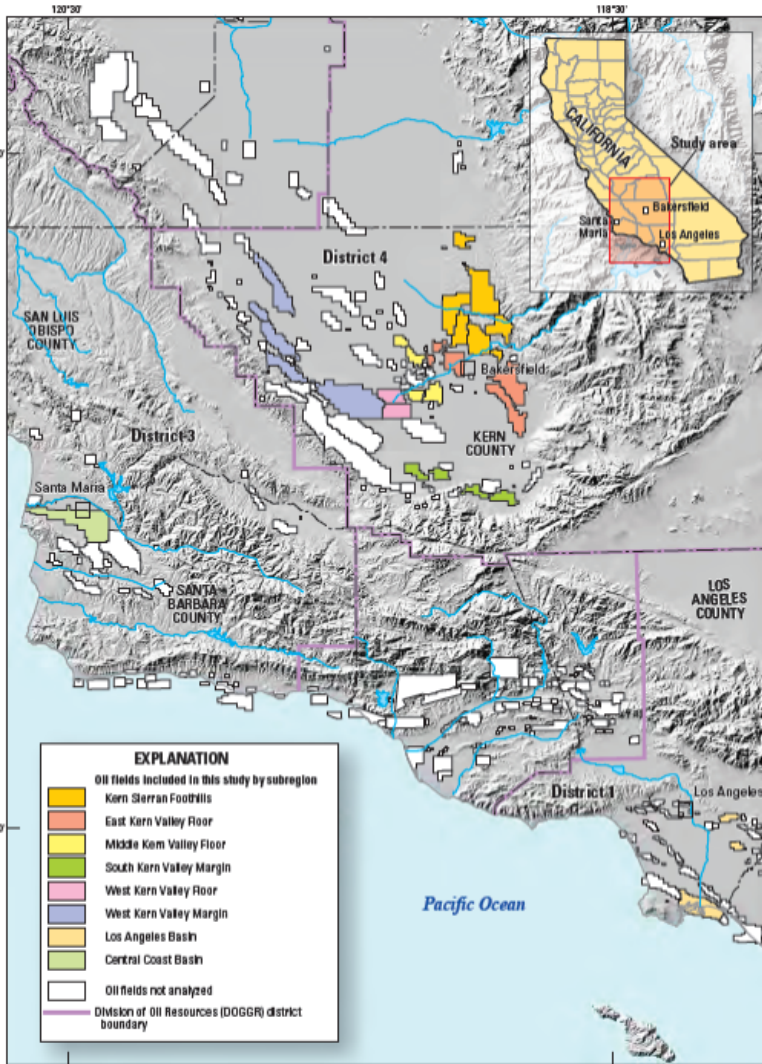 120°30'
118°30'
CALIFORNIA
Study area
Bakersfield
Santa
Maria
Los Angeles
District 4
SAN LUIS
OBISPO
COUNTY
Bakersfield
KERN
COUNTY
District 3
Santa Maria
SANTA
BARBARA
COUNTY
LOS
ANGELES
COUNTY
EXPLANATION
Oil fields included in this study by subregion
Kern Sierran Foothills
East Kern Valley Floor
Middle Kern Valley Floor
South Kern Valley Margin
West Kern Valley Floor
West Kern Valley Margin
Los Angeles Basin
Central Coast Basin
Oil fields not analyzed
Division of Oil Resources (DOGGR) district
boundary
District 1
Los Angeles
Pacific Ocean